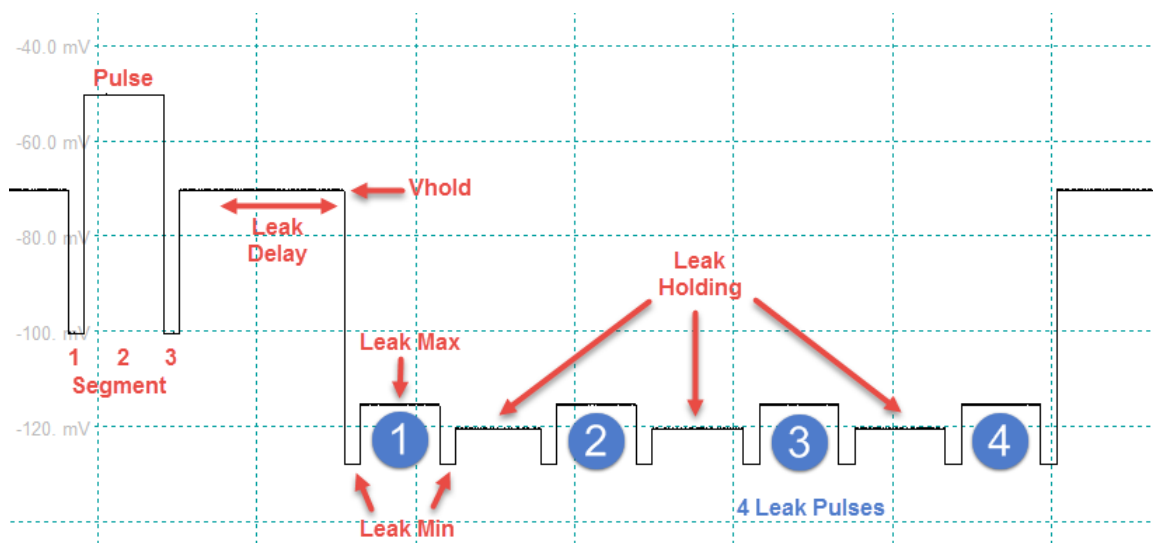 -40.0 mV
Pulse
-60.0 mV
Vhold
Leak
Delay
-80.0 mV
Leak
Holding
-100. mV
1 2 3
Segment
Leak Max
-120. mV
1 2 3 4
Leak Min
4 Leak Pulses